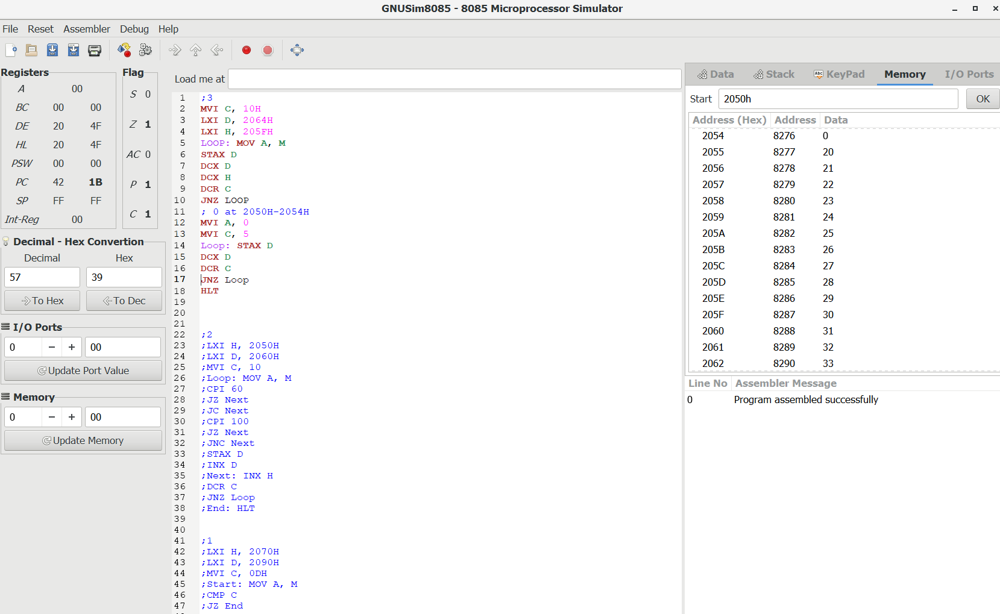 GNUSim8085 - 8085 Microprocessor Simulator
File Reset Assembler Debug Help
Registers
A 00
BC 00 00
DE 20 4F
HL 20 4F
PSW 00 00
PC 42 1B
SP FF FF
Int-Reg 00
Flag
S 0
Z 1
AC 0
P 1
C 1
Decimal - Hex Convertion
Decimal Hex
57 39
To Hex To Dec
I/O Ports
0 − + 00
Update Port Value
Memory
0 − + 00
Update Memory
Load me at
1 ;3
2 MVI C, 10H
3 LXI D, 2064H
4 LXI H, 205FH
5 LOOP: MOV A, M
6 STAX D
7 DCX D
8 DCX H
9 DCR C
10 JNZ LOOP
11 ; 0 at 2050H-2054H
12 MVI A, 0
13 MVI C, 5
14 Loop: STAX D
15 DCX D
16 DCR C
17 JNZ Loop
18 HLT
19
20
21
22 ;2
23 ;LXI H, 2050H
24 ;LXI D, 2060H
25 ;MVI C, 10
26 ;Loop: MOV A, M
27 ;CPI 60
28 ;JZ Next
29 ;JC Next
30 ;CPI 100
31 ;JZ Next
32 ;JNC Next
33 ;STAX D
34 ;INX D
35 ;Next: INX H
36 ;DCR C
37 ;JNZ Loop
38 ;End: HLT
39
40
41 ;1
42 ;LXI H, 2070H
43 ;LXI D, 2090H
44 ;MVI C, 0DH
45 ;Start: MOV A, M
46 ;CMP C
47 ;JZ End
Data Stack Abc KeyPad Memory I/O Ports
Start 2050h OK
Address (Hex) Address Data
2054 8276 0
2055 8277 20
2056 8278 21
2057 8279 22
2058 8280 23
2059 8281 24
205A 8282 25
205B 8283 26
205C 8284 27
205D 8285 28
205E 8286 29
205F 8287 30
2060 8288 31
2061 8289 32
2062 8290 33
Line No Assembler Message
0 Program assembled successfully